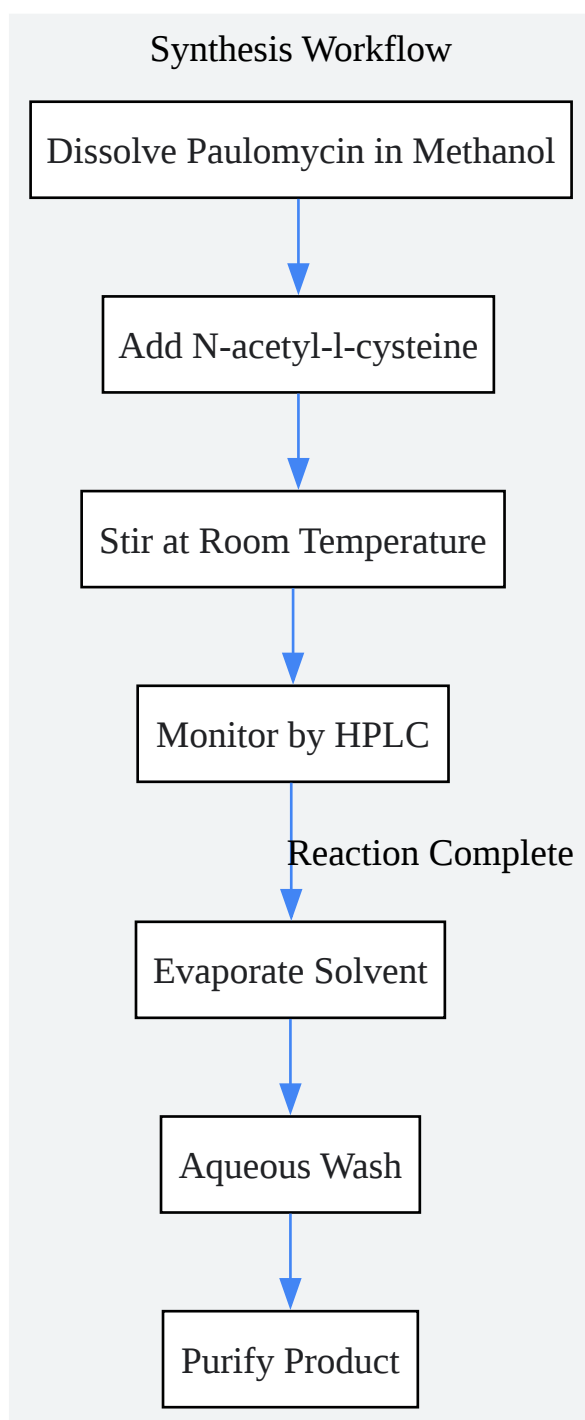 Synthesis Workflow
Dissolve Paulomycin in Methanol
Add N-acetyl-l-cysteine
Stir at Room Temperature
Monitor by HPLC
Reaction Complete
Evaporate Solvent
Aqueous Wash
Purify Product